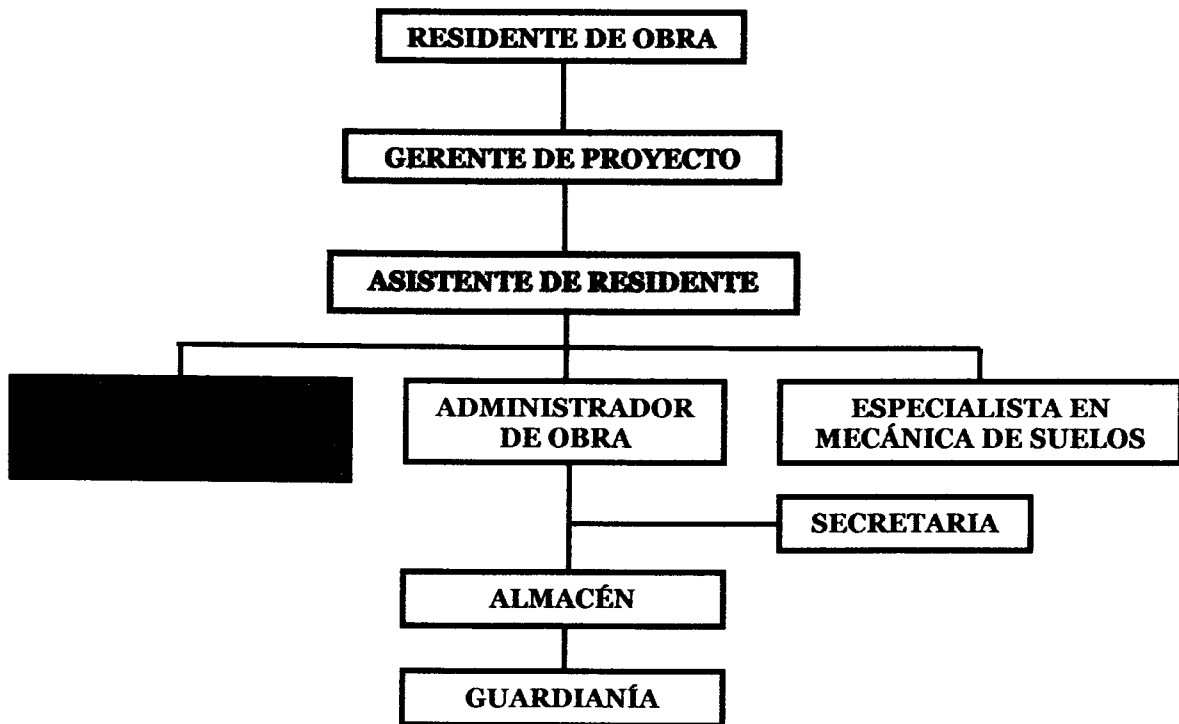 RESIDENTE DE OBRA
GERENTE DE PROYECTO
ASISTENTE DE RESIDENTE
ADMINISTRADOR
DE OBRA
ESPECIALISTA EN
MECÁNICA DE SUELOS
SECRETARIA
ALMACÉN
GUARDIANÍA